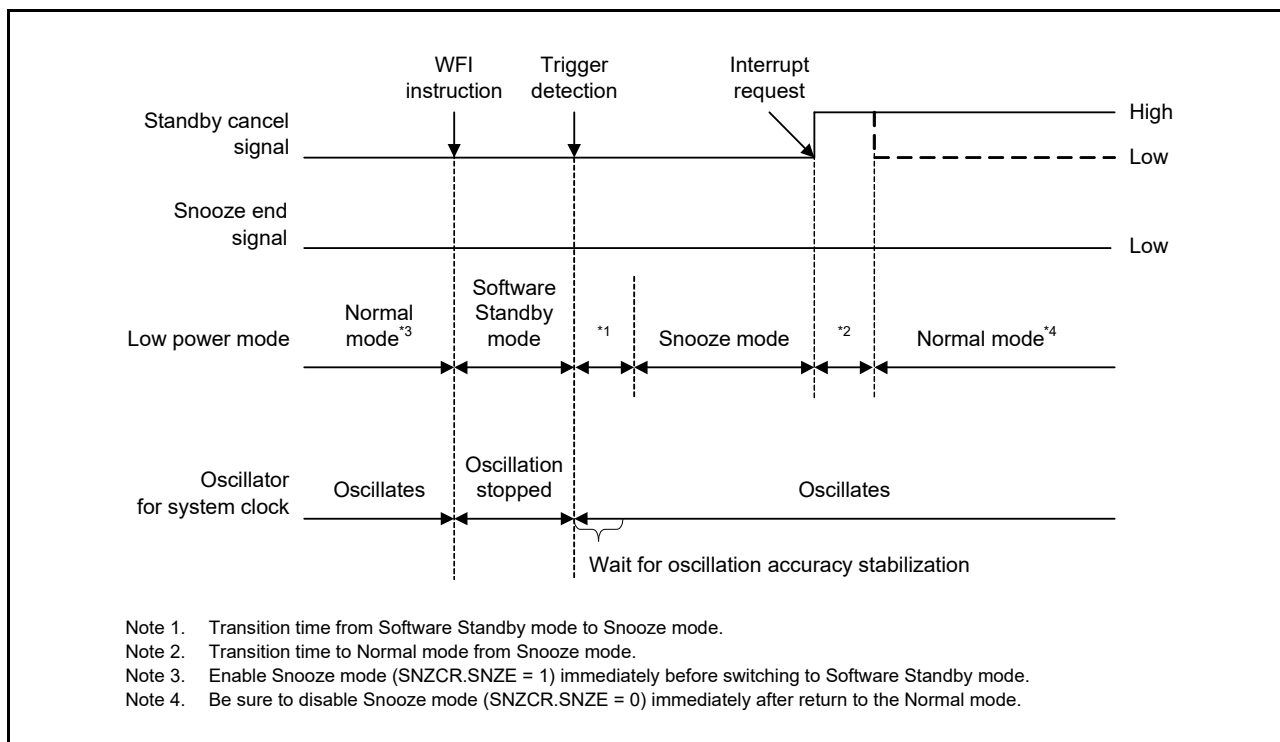 WFI
instruction
Trigger
detection
Interrupt
request
Standby cancel
signal
High
Low
Snooze end
signal
Low
Low power mode
Normal
mode*3
Software
Standby
mode
*1
Snooze mode
*2
Normal mode*4
Oscillator
for system clock
Oscillates
Oscillation
stopped
Oscillates
Wait for oscillation accuracy stabilization
Note 1. Transition time from Software Standby mode to Snooze mode.
Note 2. Transition time to Normal mode from Snooze mode.
Note 3. Enable Snooze mode (SNZCR.SNZE = 1) immediately before switching to Software Standby mode.
Note 4. Be sure to disable Snooze mode (SNZCR.SNZE = 0) immediately after return to the Normal mode.